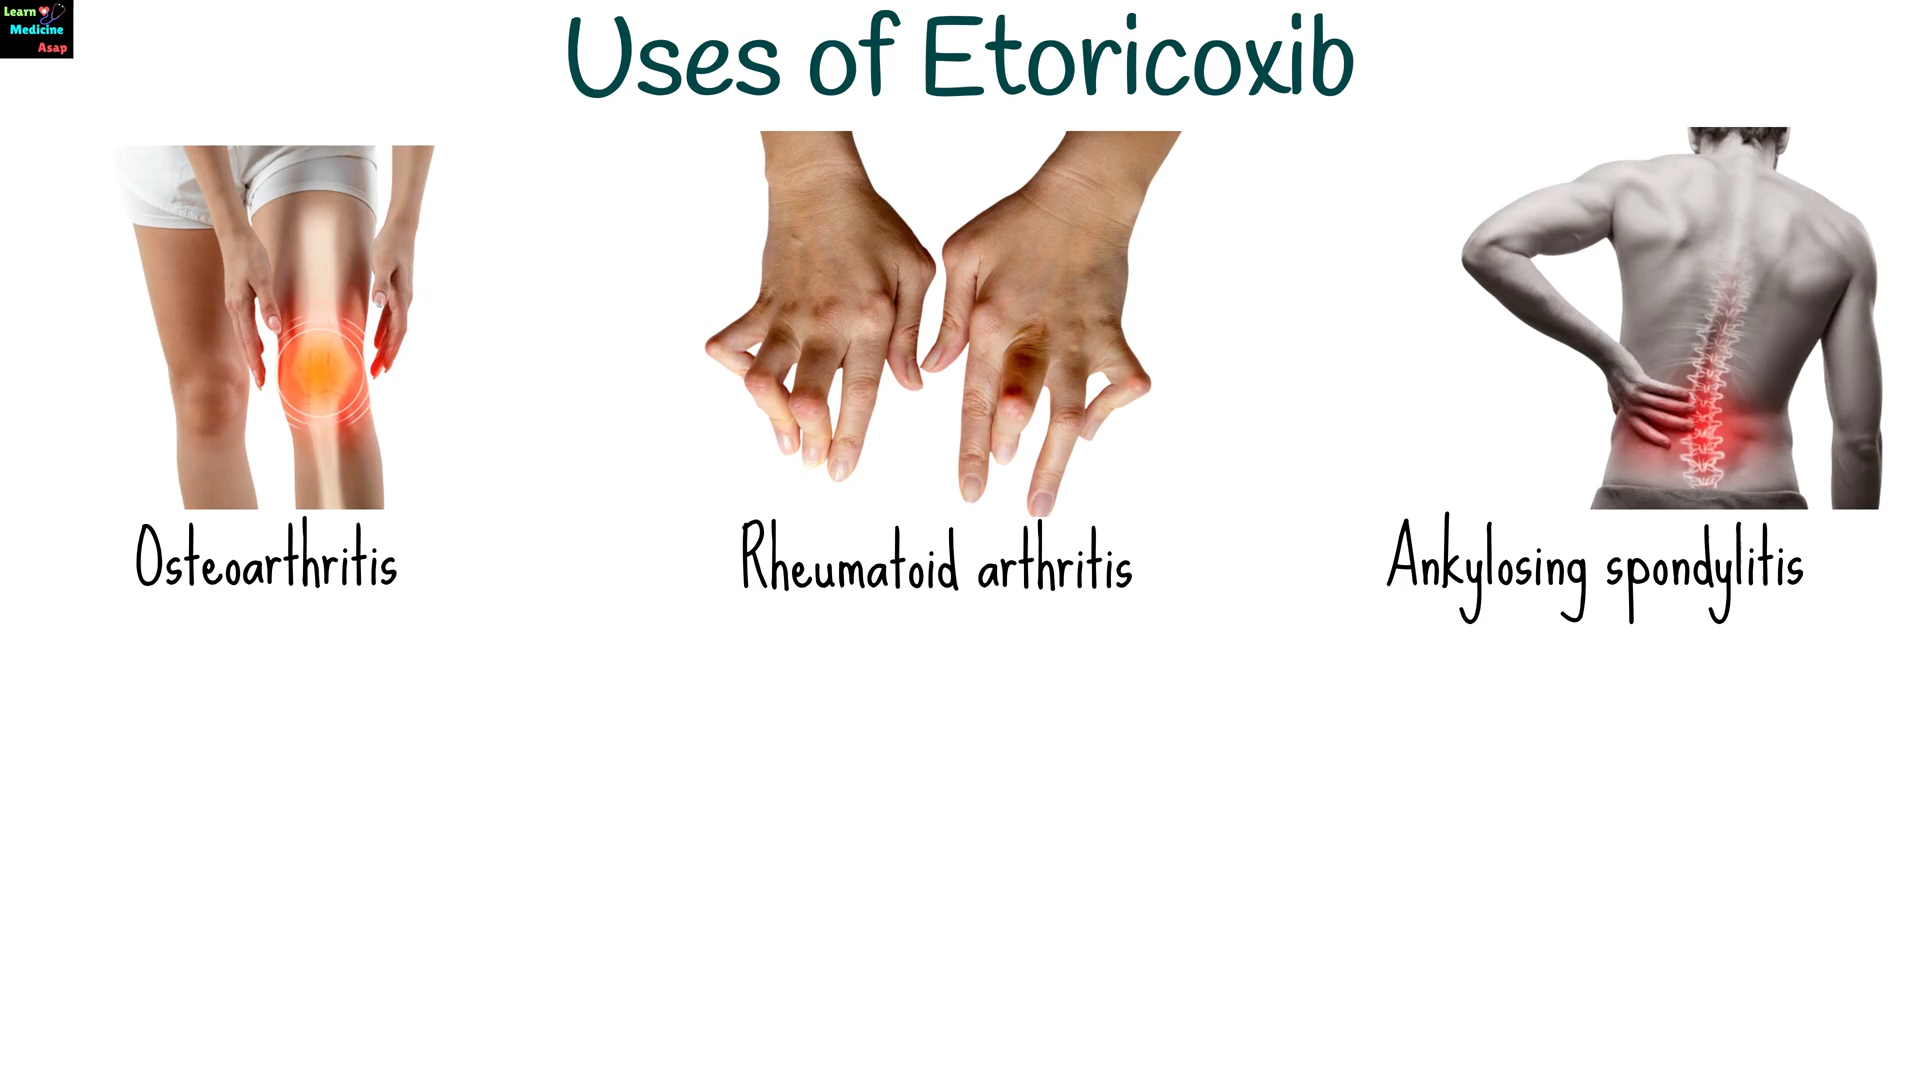 Learn
Medicine
Asap
Uses of Etoricoxib
Osteoarthritis
Rheumatoid arthritis
Ankylosing spondylitis